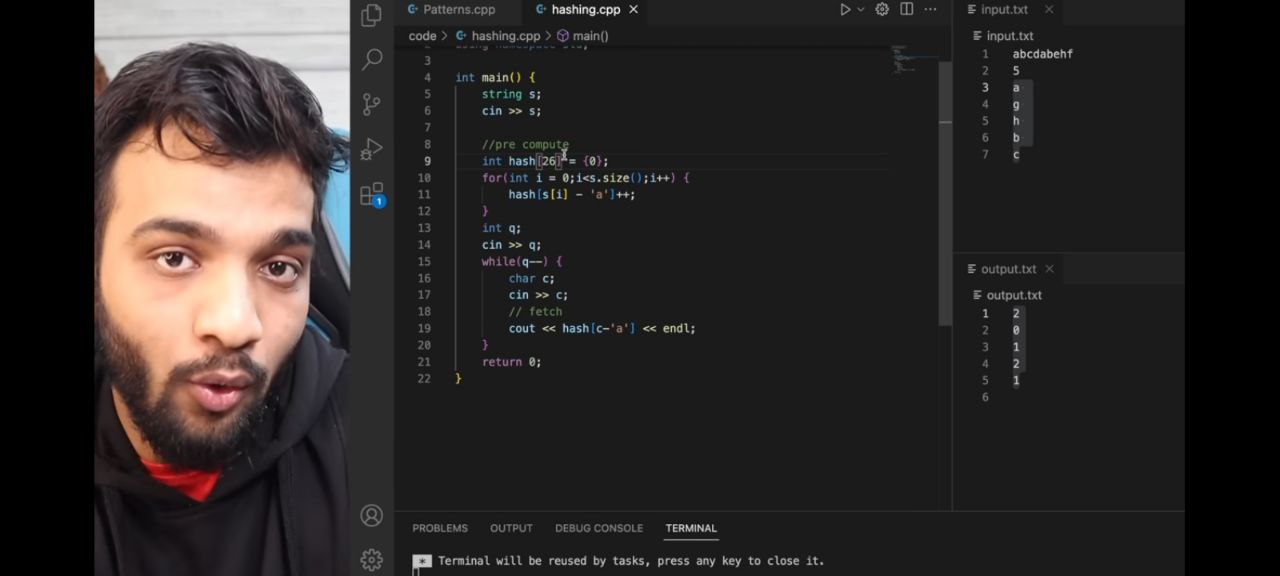 Patterns.cpp
hashing.cpp
code > hashing.cpp > main()
2 using namespace std;
3
4 int main() {
5 string s;
6 cin >> s;
7
8 //pre compute
9 int hash[26] = {0};
10 for(int i = 0;i<s.size();i++) {
11 hash[s[i] - 'a']++;
12 }
13 int q;
14 cin >> q;
15 while(q--) {
16 char c;
17 cin >> c;
18 // fetch
19 cout << hash[c-'a'] << endl;
20 }
21 return 0;
22 }
input.txt
input.txt
1 abcdabehf
2 5
3 a
4 g
5 h
6 b
7 c
output.txt
output.txt
1 2
2 0
3 1
4 2
5 1
6
1
PROBLEMS OUTPUT DEBUG CONSOLE TERMINAL
* Terminal will be reused by tasks, press any key to close it.